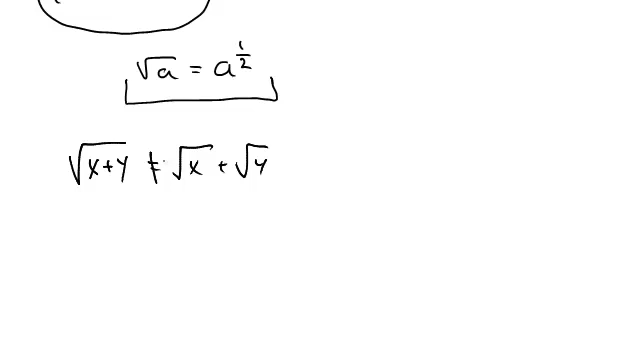 √a = a^{1/2}
√(x+y) ≠ √x + √y